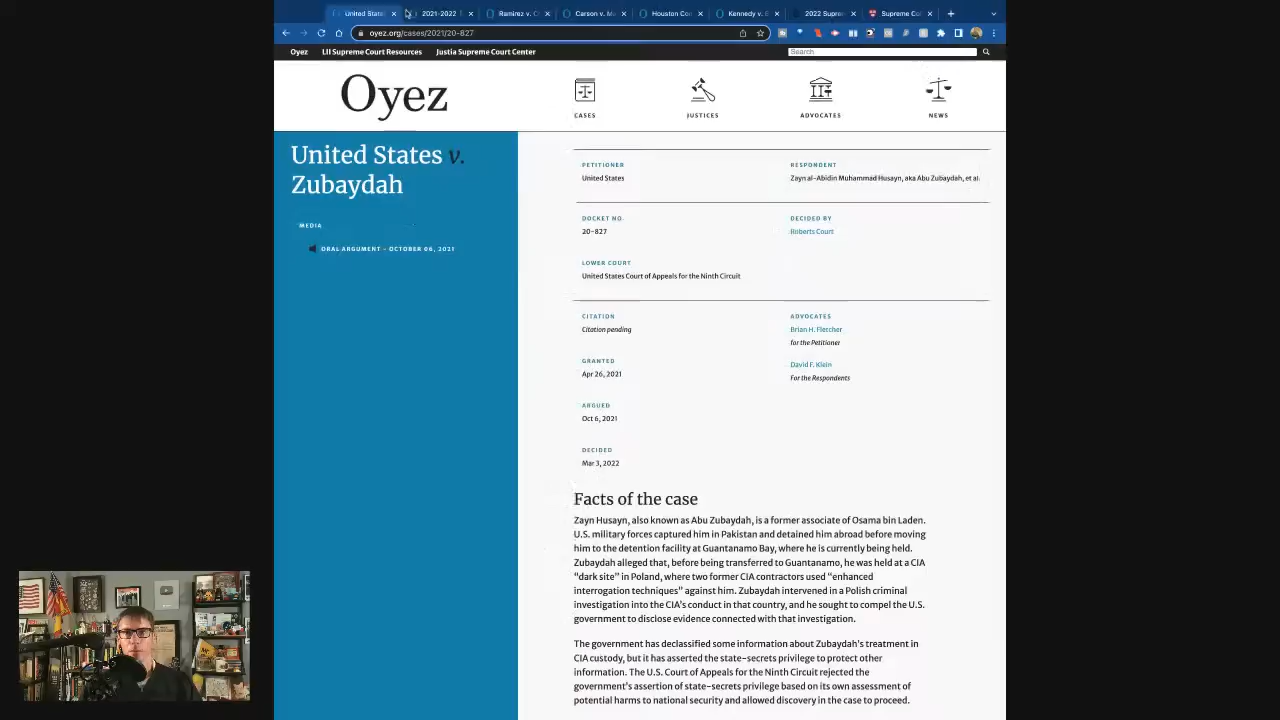 United States
2021-2022
Ramirez v. C
Carson v. Ma
Houston Con
Kennedy v. B
2022 Suprem
Supreme Co
oyez.org/cases/2021/20-827
Oyez LII Supreme Court Resources Justia Supreme Court Center
Search
Oyez
CASES
JUSTICES
ADVOCATES
NEWS
United States v.
Zubaydah
MEDIA
ORAL ARGUMENT - OCTOBER 06, 2021
PETITIONER
United States
RESPONDENT
Zayn al-Abidin Muhammad Husayn, aka Abu Zubaydah, et al.
DOCKET NO.
20-827
DECIDED BY
Roberts Court
LOWER COURT
United States Court of Appeals for the Ninth Circuit
CITATION
Citation pending
ADVOCATES
Brian H. Fletcher
for the Petitioner
David F. Klein
For the Respondents
GRANTED
Apr 26, 2021
ARGUED
Oct 6, 2021
DECIDED
Mar 3, 2022
Facts of the case
Zayn Husayn, also known as Abu Zubaydah, is a former associate of Osama bin Laden.
U.S. military forces captured him in Pakistan and detained him abroad before moving
him to the detention facility at Guantanamo Bay, where he is currently being held.
Zubaydah alleged that, before being transferred to Guantanamo, he was held at a CIA
“dark site” in Poland, where two former CIA contractors used “enhanced
interrogation techniques” against him. Zubaydah intervened in a Polish criminal
investigation into the CIA’s conduct in that country, and he sought to compel the U.S.
government to disclose evidence connected with that investigation.
The government has declassified some information about Zubaydah’s treatment in
CIA custody, but it has asserted the state-secrets privilege to protect other
information. The U.S. Court of Appeals for the Ninth Circuit rejected the
government’s assertion of state-secrets privilege based on its own assessment of
potential harms to national security and allowed discovery in the case to proceed.